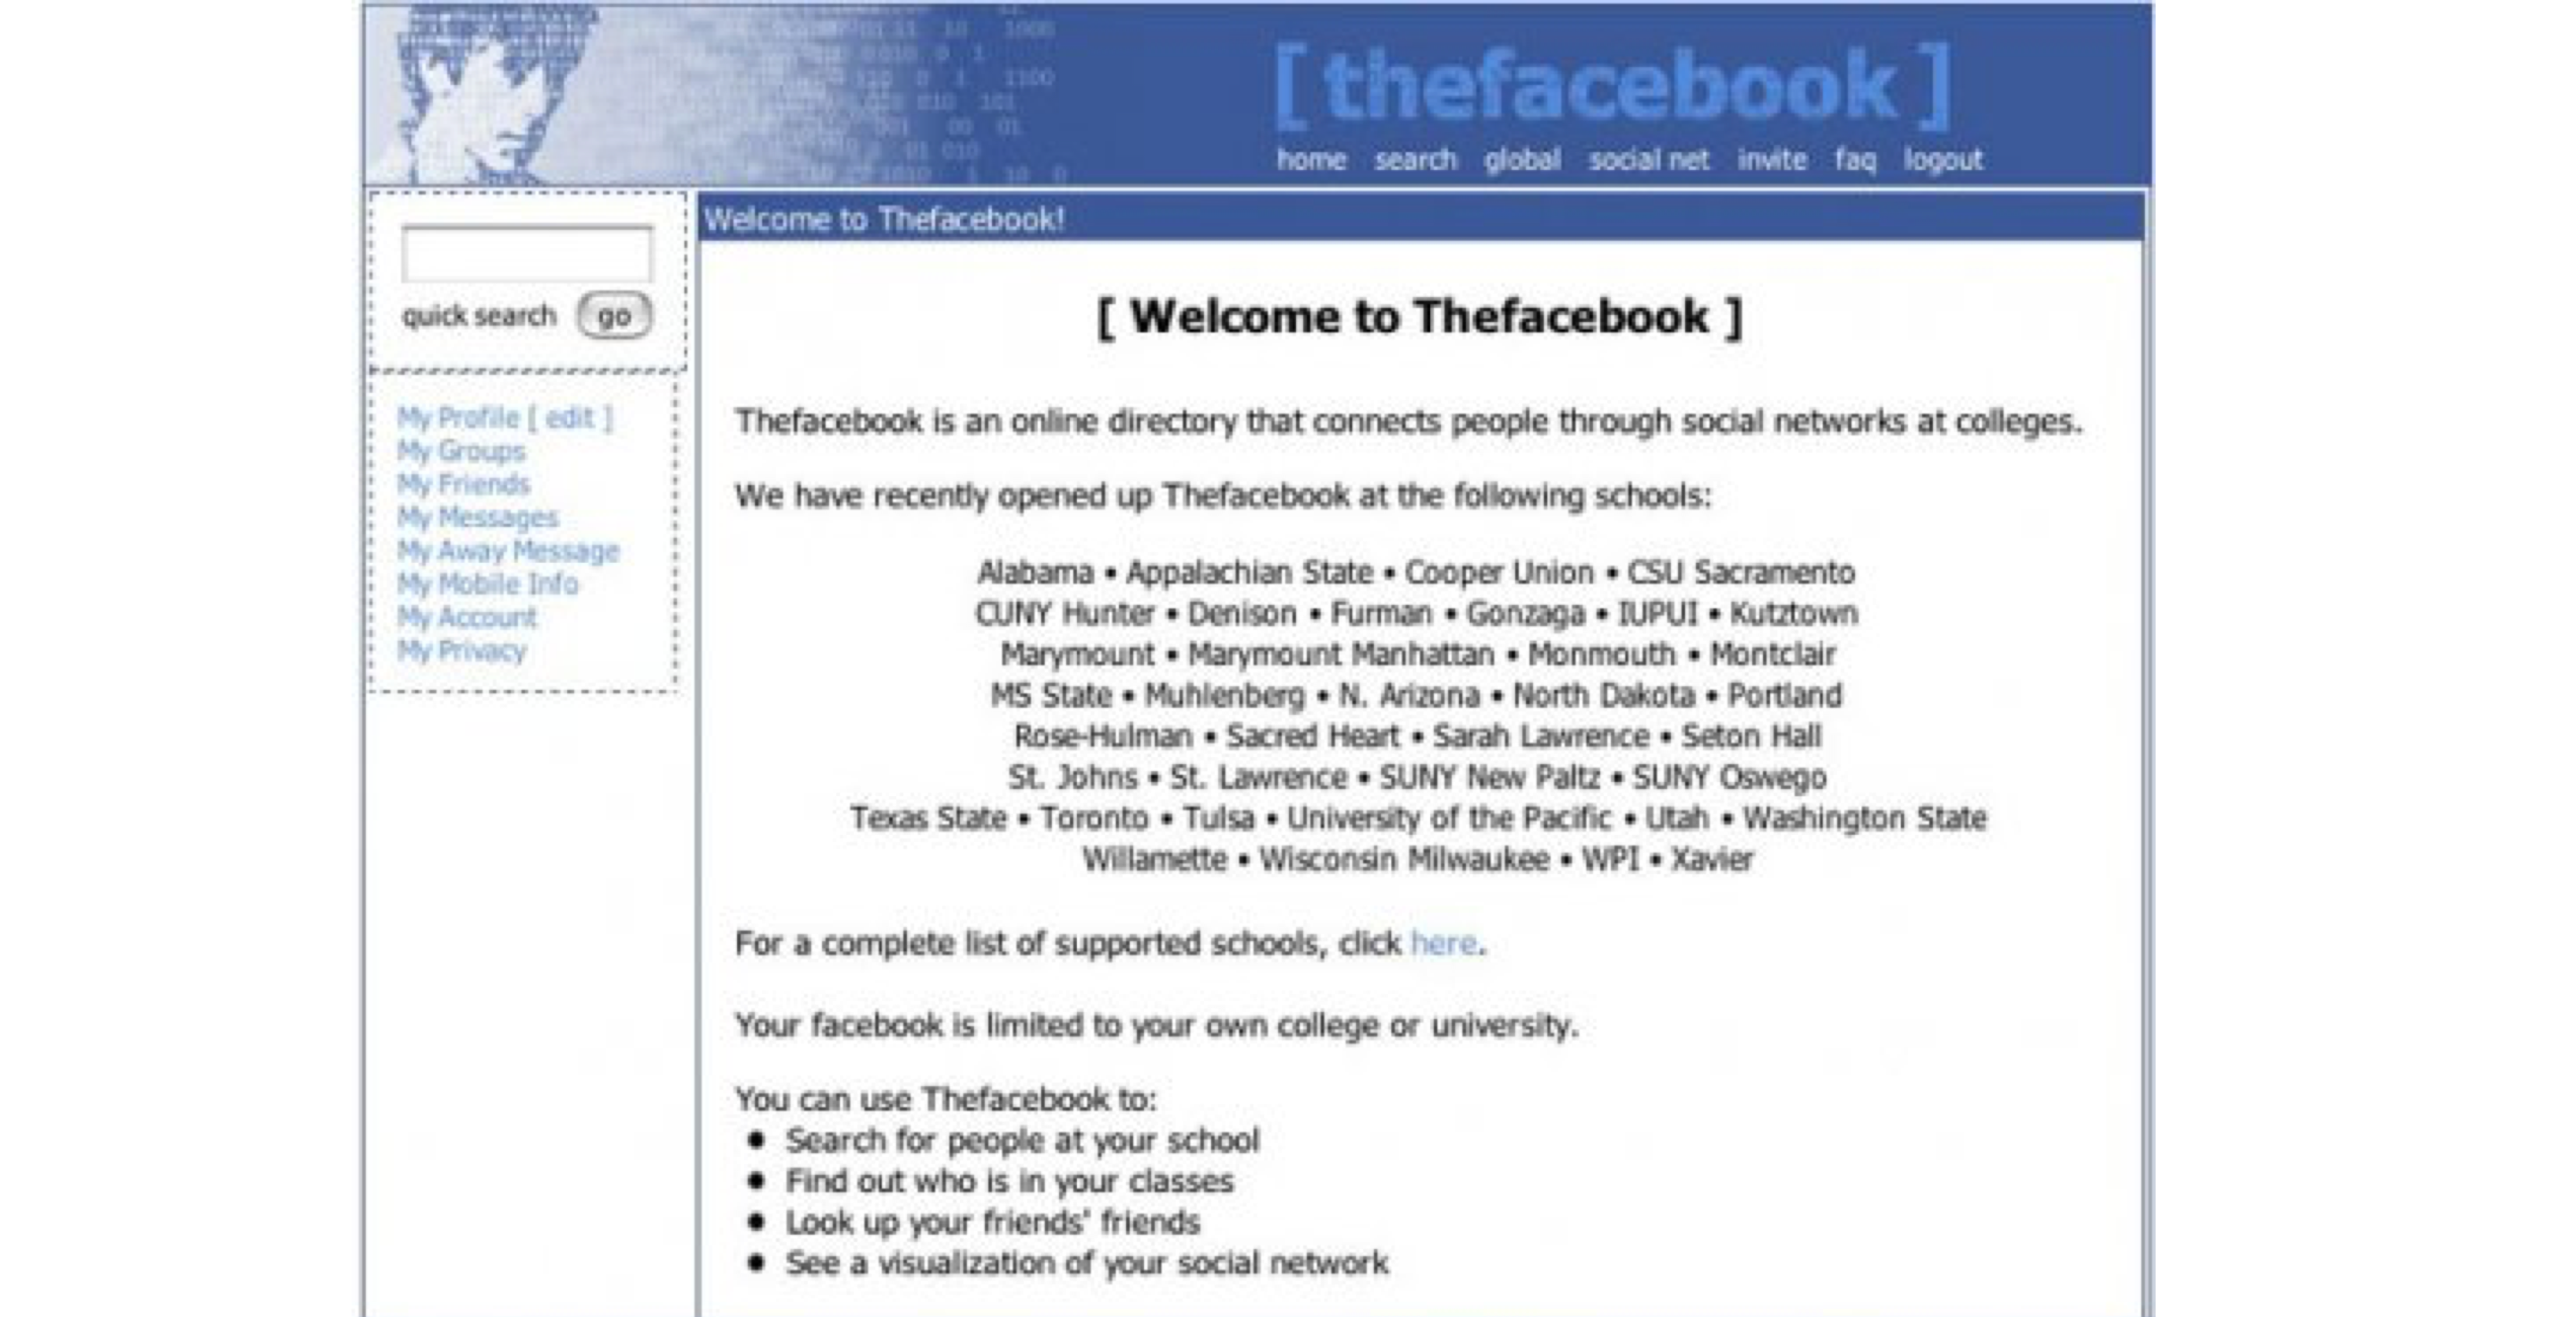 [ thefacebook ]
home search global social net invite faq logout
quick search go
My Profile [ edit ]
My Groups
My Friends
My Messages
My Away Message
My Mobile Info
My Account
My Privacy
Welcome to Thefacebook!
[ Welcome to Thefacebook ]
Thefacebook is an online directory that connects people through social networks at colleges.
We have recently opened up Thefacebook at the following schools:
Alabama • Appalachian State • Cooper Union • CSU Sacramento
CUNY Hunter • Denison • Furman • Gonzaga • IUPUI • Kutztown
Marymount • Marymount Manhattan • Monmouth • Montclair
MS State • Muhlenberg • N. Arizona • North Dakota • Portland
Rose-Hulman • Sacred Heart • Sarah Lawrence • Seton Hall
St. Johns • St. Lawrence • SUNY New Paltz • SUNY Oswego
Texas State • Toronto • Tulsa • University of the Pacific • Utah • Washington State
Willamette • Wisconsin Milwaukee • WPI • Xavier
For a complete list of supported schools, click here.
Your facebook is limited to your own college or university.
You can use Thefacebook to:
• Search for people at your school
• Find out who is in your classes
• Look up your friends' friends
• See a visualization of your social network